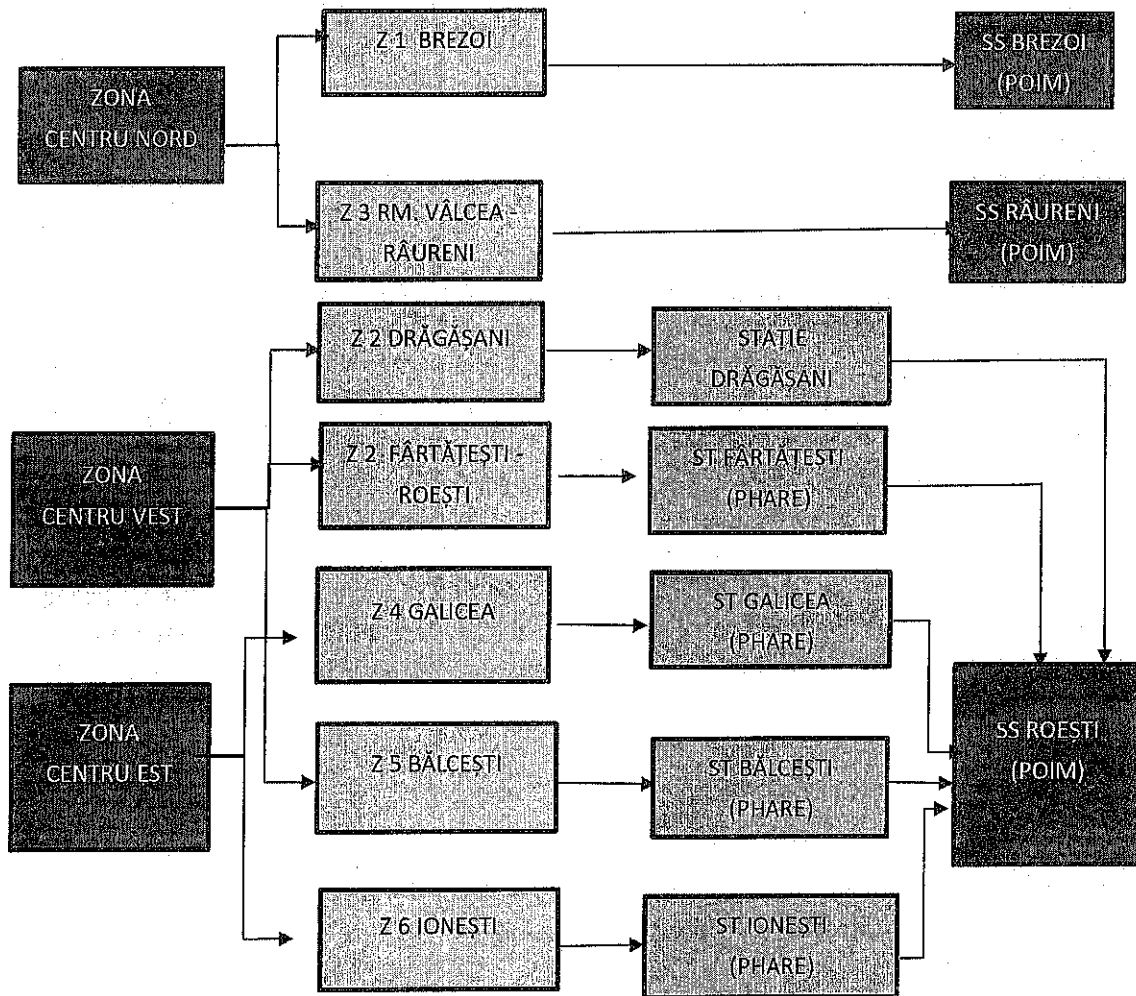 ZONA
CENTRU NORD
Z 1. BREZOI
SS BREZOI
(POIM)
Z 3 RM. VÂLCEA -
RÂURENI
SS RÂURENI
(POIM)
ZONA
CENTRU VEST
Z 2 DRĂGĂȘANI
STAȚIE
DRĂGĂȘANI
Z 2. FÂRTĂȚEȘTI -
ROEȘTI
ST FÂRTĂȚEȘTI
(PHARE)
ZONA
CENTRU EST
Z 4 GALICEA
ST GALICEA
(PHARE)
Z 5 BĂLCEȘTI
ST BĂLCEȘTI
(PHARE)
Z 6 IONEȘTI
ST IONEȘTI
(PHARE)
SS ROEȘTI
(POIM)